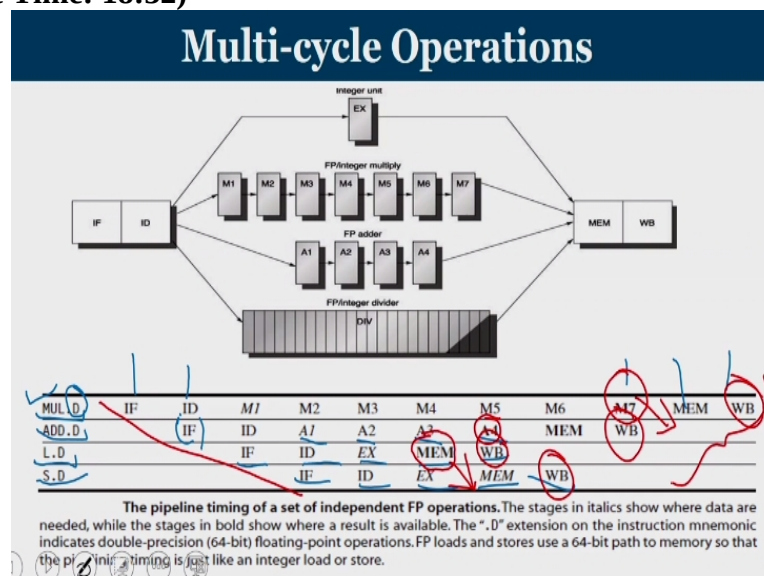 Multi-cycle Operations
Integer unit
EX
FP/integer multiply
M1 M2 M3 M4 M5 M6 M7
IF ID
MEM WB
FP adder
A1 A2 A3 A4
FP/integer divider
DIV
MUL.D IF ID M1 M2 M3 M4 M5 M6 M7 MEM WB
ADD.D IF ID A1 A2 A3 A4 MEM WB
L.D IF ID EX MEM WB
S.D IF ID EX MEM WB
The pipeline timing of a set of independent FP operations. The stages in italics show where data are
needed, while the stages in bold show where a result is available. The ".D" extension on the instruction mnemonic
indicates double-precision (64-bit) floating-point operations. FP loads and stores use a 64-bit path to memory so that
the timing is just like an integer load or store.